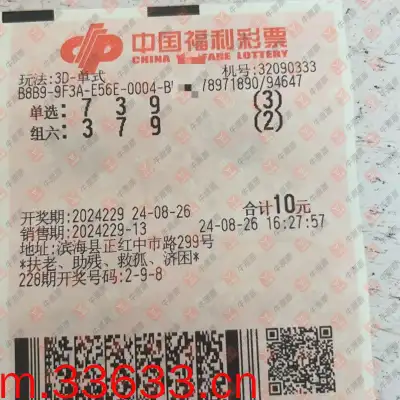 中国福利彩票
CHINA WELFARE LOTTERY
玩法:3D-单式
机号:32090333
B8B9-9F3A-E56E-0004-B
78971890/94647
单选: 7 3 9 (3)
组六: 3 7 9 (2)
开奖期:2024229 24-08-26 合计10元
销售期:2024229-13 24-08-26 16:27:57
地址:滨海县正红中市路299号
*扶老、助残、救孤、济困*
228期开奖号码:2-9-8
m.33633.cn